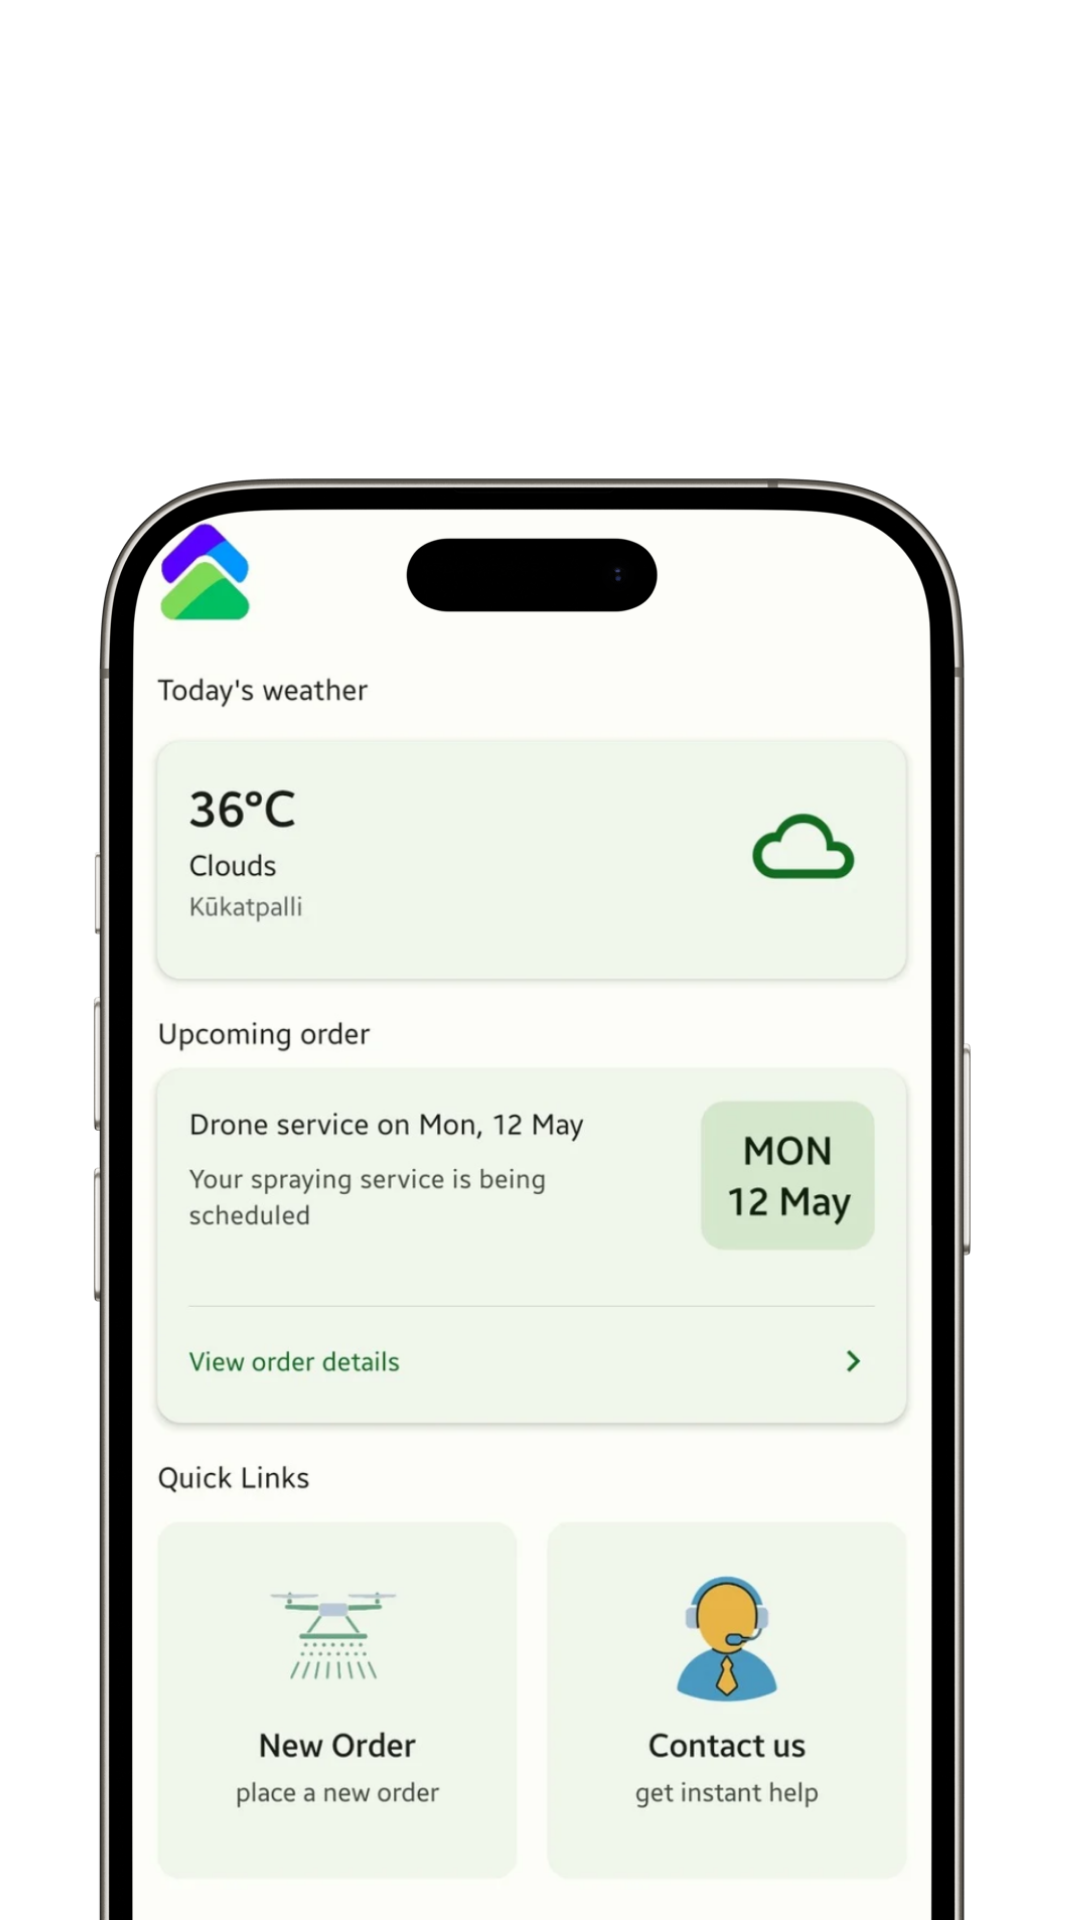 Today's weather
36°C
Clouds
Kūkatpalli
Upcoming order
Drone service on Mon, 12 May
Your spraying service is being
scheduled
MON
12 May
View order details
Quick Links
New Order
place a new order
Contact us
get instant help